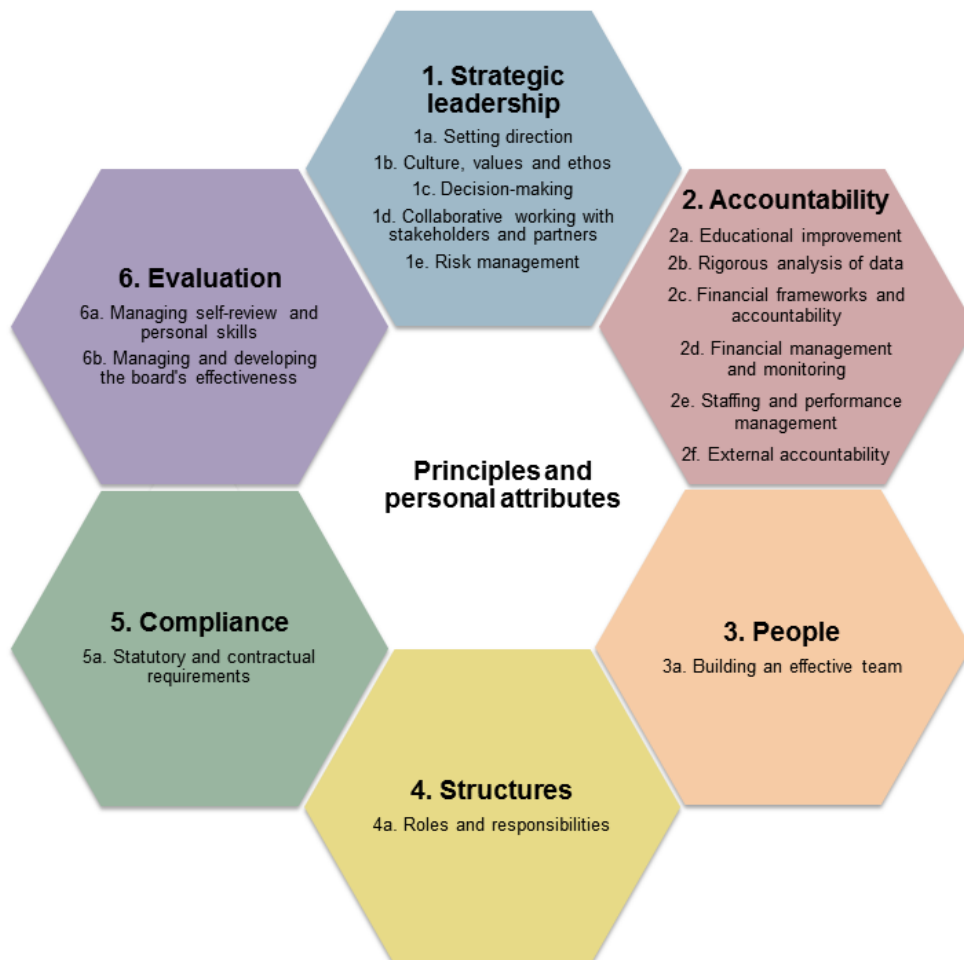 1. Strategic
leadership
1a. Setting direction
1b. Culture, values and ethos
1c. Decision-making
1d. Collaborative working with
stakeholders and partners
1e. Risk management
2. Accountability
2a. Educational improvement
2b. Rigorous analysis of data
2c. Financial frameworks and
accountability
2d. Financial management
and monitoring
2e. Staffing and performance
management
2f. External accountability
3. People
3a. Building an effective team
4. Structures
4a. Roles and responsibilities
5. Compliance
5a. Statutory and contractual
requirements
6. Evaluation
6a. Managing self-review and
personal skills
6b. Managing and developing
the board's effectiveness
Principles and
personal attributes